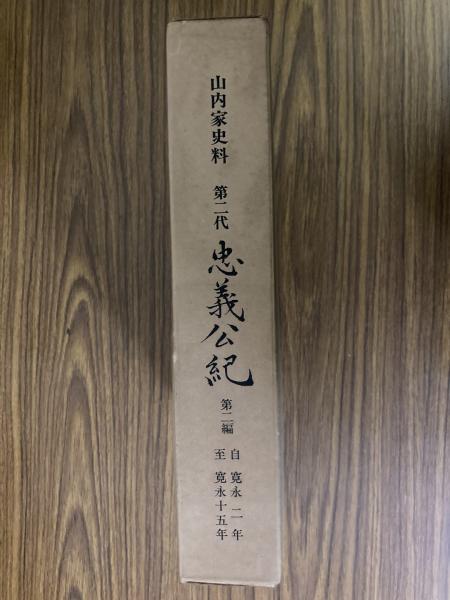 山内家史料
第二代
忠義公紀
第二編
自寛永二年
至寛永十五年